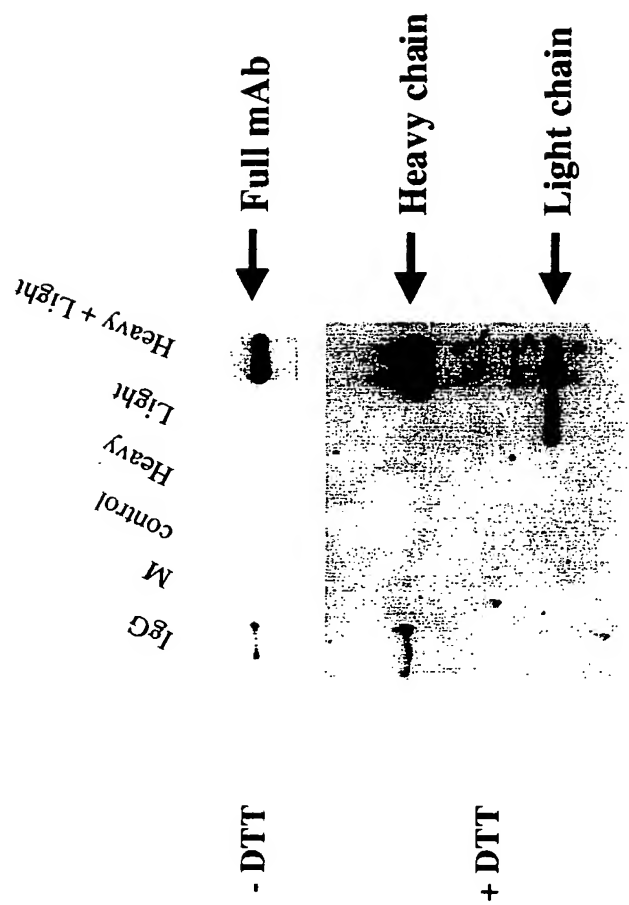 IgG
M
control
Heavy
Light
Heavy + Light
- DTT
Full mAb
+ DTT
Heavy chain
Light chain